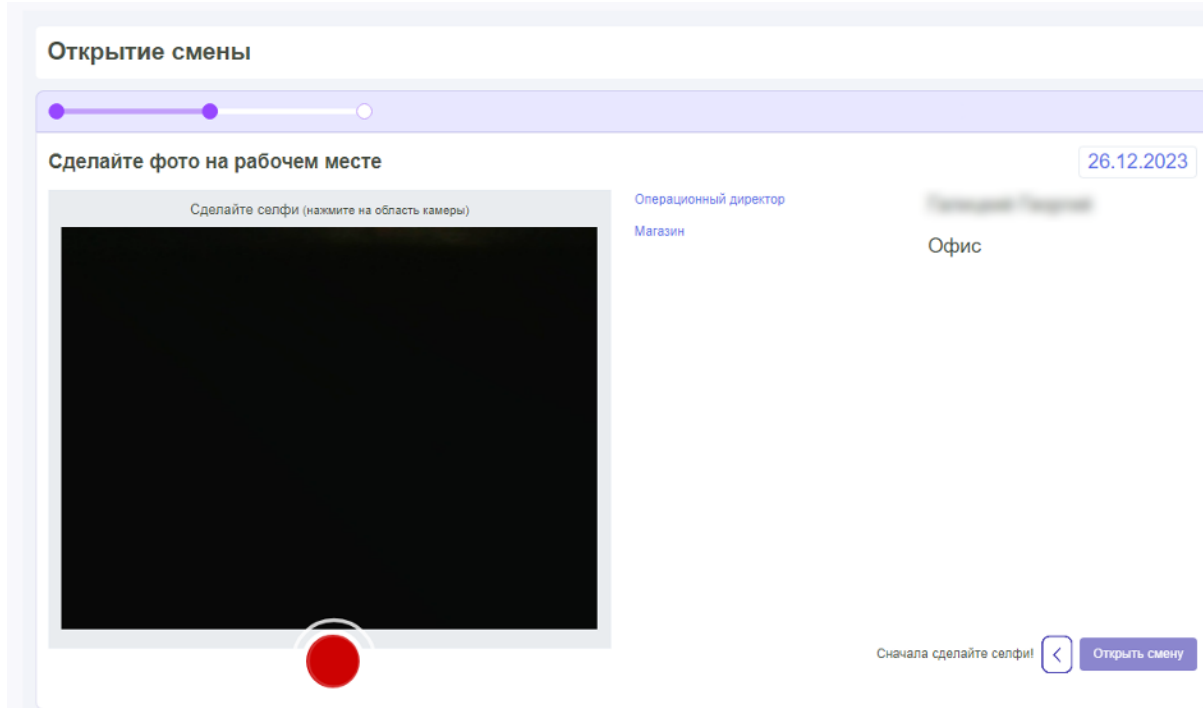 Открытие смены
Сделайте фото на рабочем месте
26.12.2023
Сделайте селфи (нажмите на область камеры)
Операционный директор
Магазин
Офис
Сначала сделайте селфи!
Открыть смену